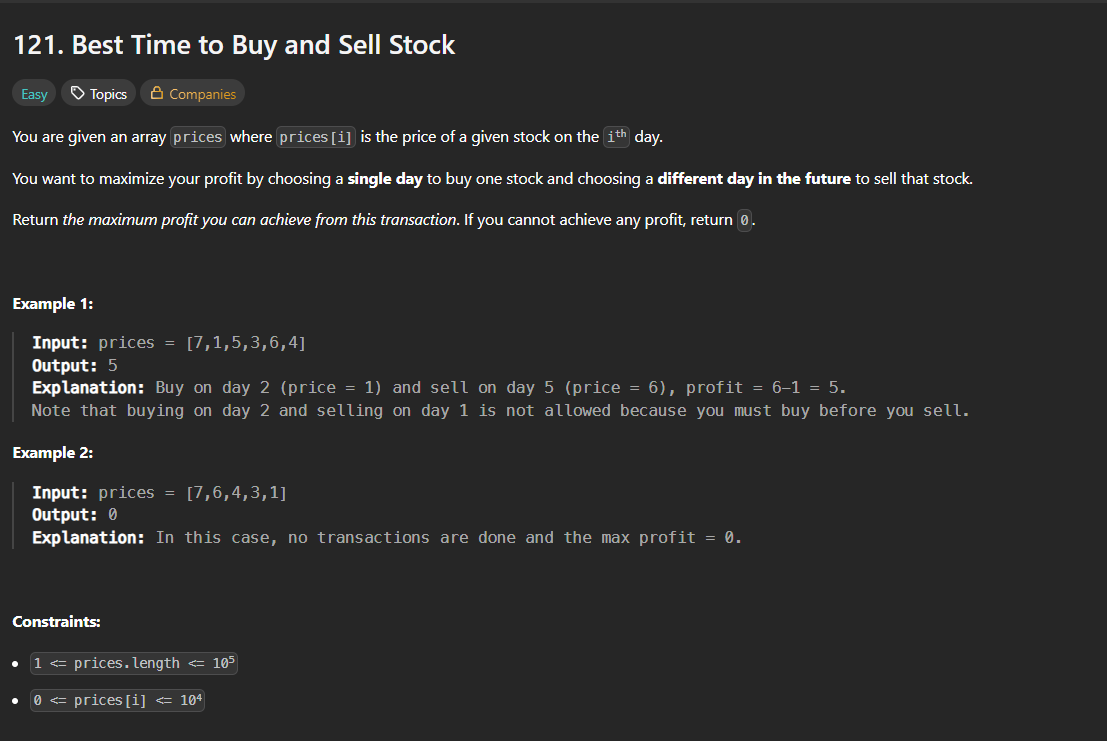 121. Best Time to Buy and Sell Stock
Easy Topics Companies
You are given an array prices where prices[i] is the price of a given stock on the ith day.
You want to maximize your profit by choosing a single day to buy one stock and choosing a different day in the future to sell that stock.
Return the maximum profit you can achieve from this transaction. If you cannot achieve any profit, return 0.
Example 1:
Input: prices = [7,1,5,3,6,4]
Output: 5
Explanation: Buy on day 2 (price = 1) and sell on day 5 (price = 6), profit = 6-1 = 5.
Note that buying on day 2 and selling on day 1 is not allowed because you must buy before you sell.
Example 2:
Input: prices = [7,6,4,3,1]
Output: 0
Explanation: In this case, no transactions are done and the max profit = 0.
Constraints:
• 1 <= prices.length <= 10⁵
• 0 <= prices[i] <= 10⁴